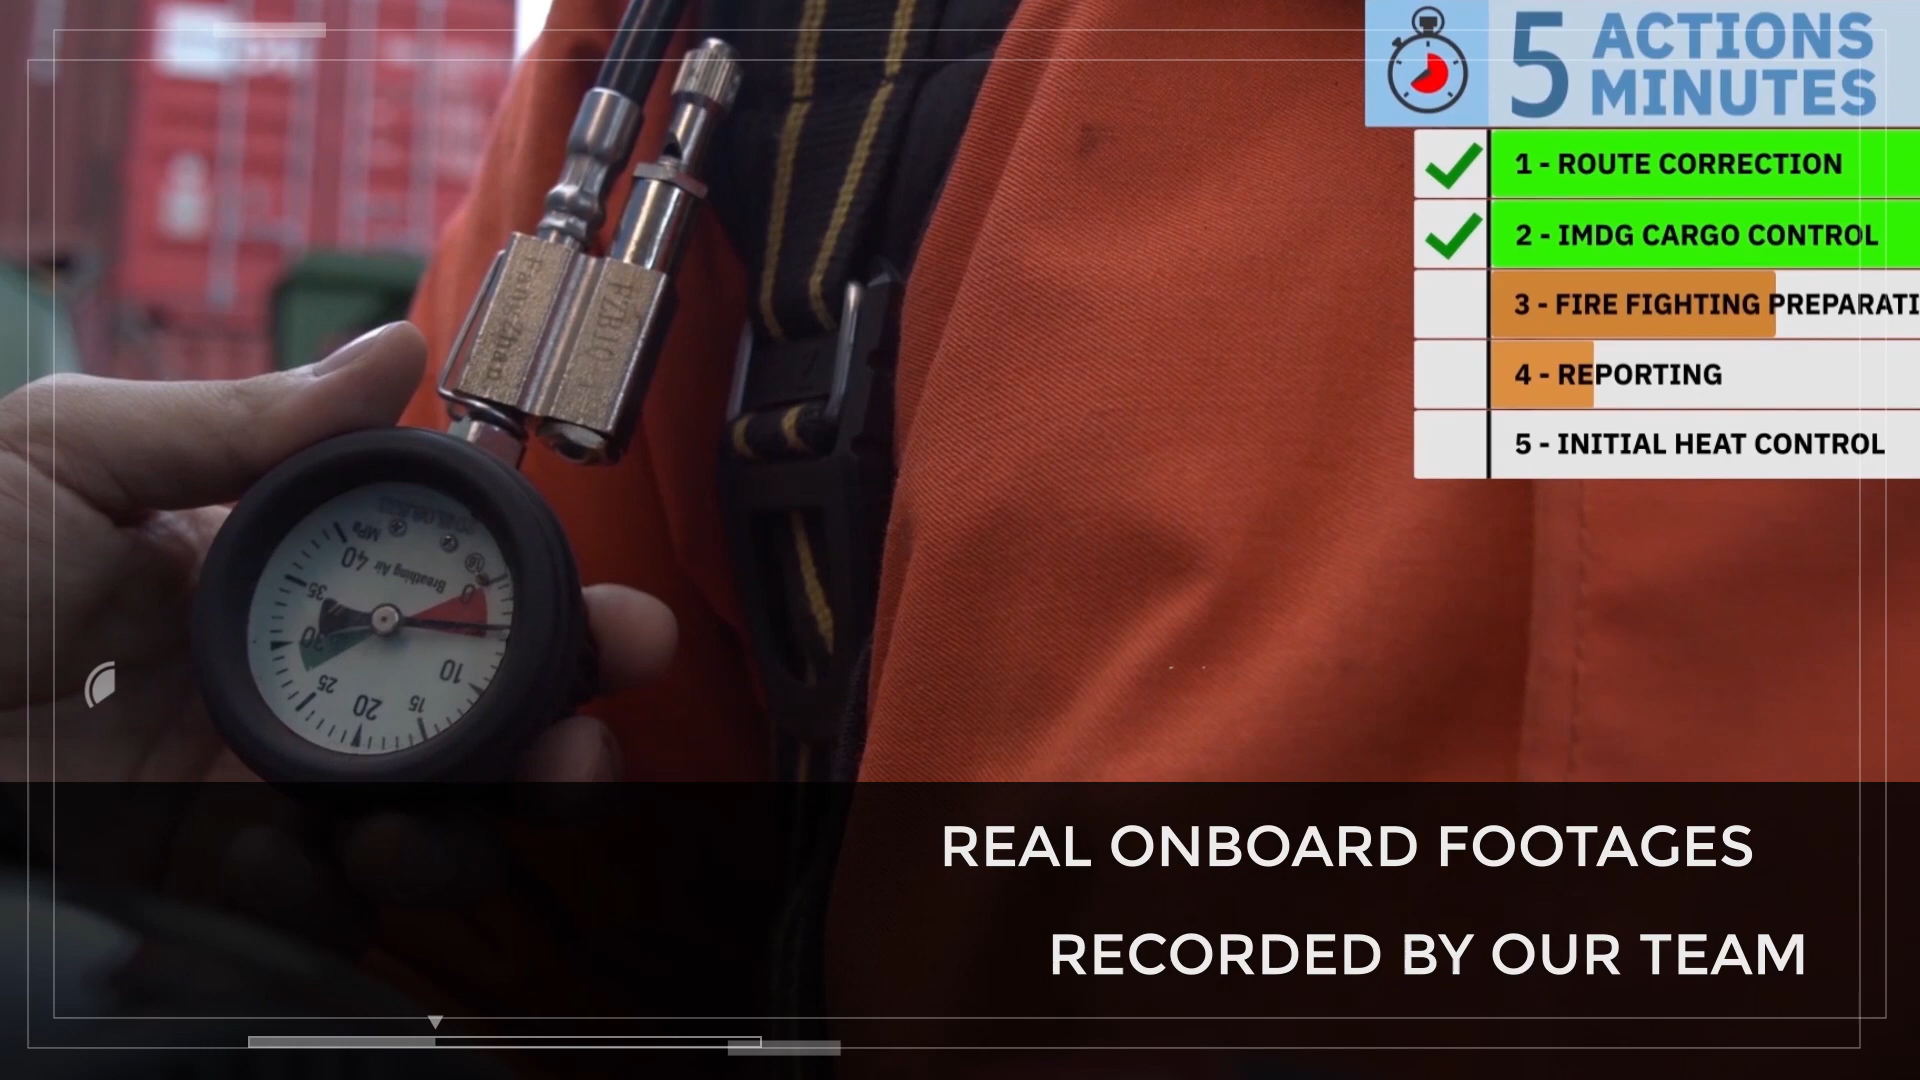 5 ACTIONS
MINUTES
1 - ROUTE CORRECTION
2 - IMDG CARGO CONTROL
3 - FIRE FIGHTING PREPARATI
4 - REPORTING
5 - INITIAL HEAT CONTROL
FangZhan
MPa
Breathing Air
0
10
15
20
25
30
35
40
REAL ONBOARD FOOTAGES
RECORDED BY OUR TEAM